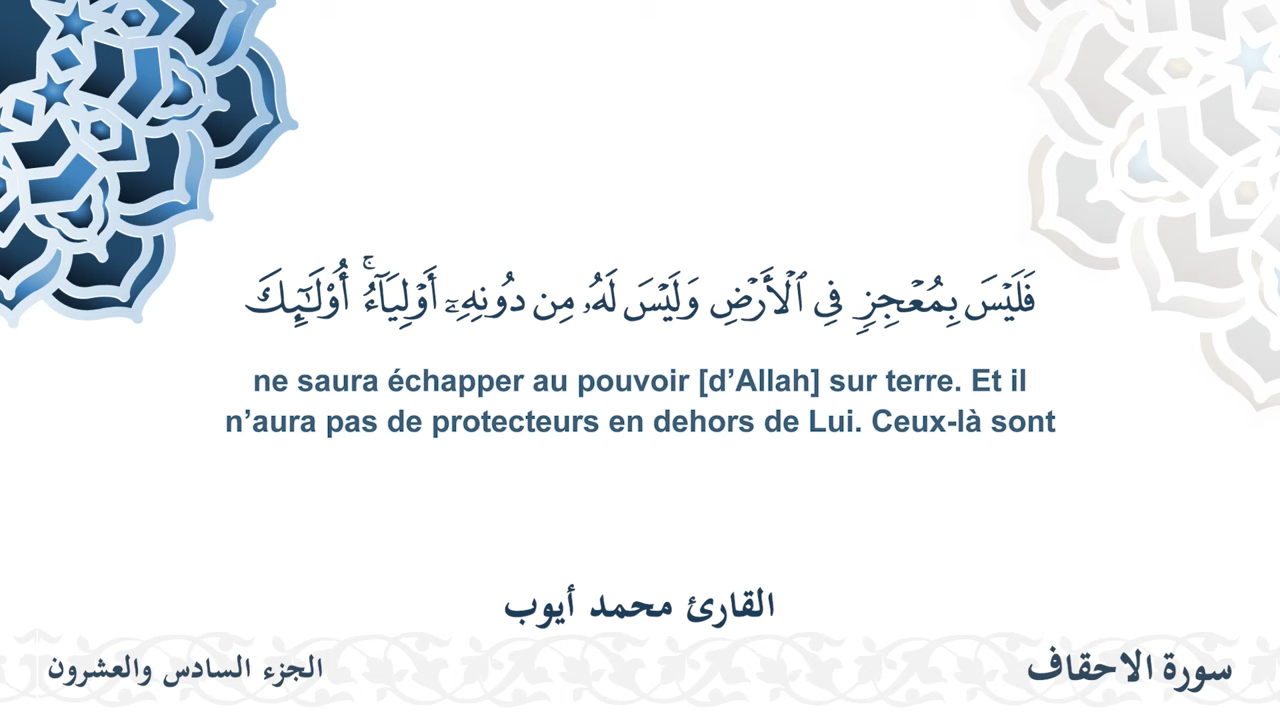 فَلَيۡسَ بِمُعۡجِزٖ فِي ٱلۡأَرۡضِ وَلَيۡسَ لَهُۥ مِن دُونِهِۦٓ أَوۡلِيَآءُۚ أُوْلَـٰٓئِكَ
ne saura échapper au pouvoir [d’Allah] sur terre. Et il
n’aura pas de protecteurs en dehors de Lui. Ceux-là sont
القارئ محمد أيوب
سورة الاحقاف
الجزء السادس والعشرون